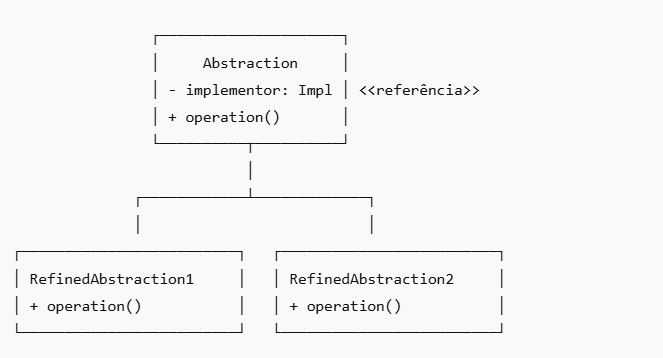 Abstraction
- implementor: Impl <<referência>>
+ operation()
RefinedAbstraction1 RefinedAbstraction2
+ operation() + operation()